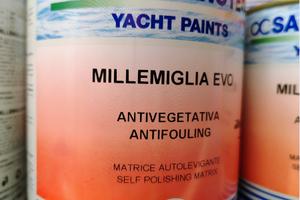 YACHT PAINTS
MILLEMIGLIA EVO
ANTIVEGETATIVA
ANTIFOULING
MATRICE AUTOLEVIGANTE
SELF POLISHING MATRIX